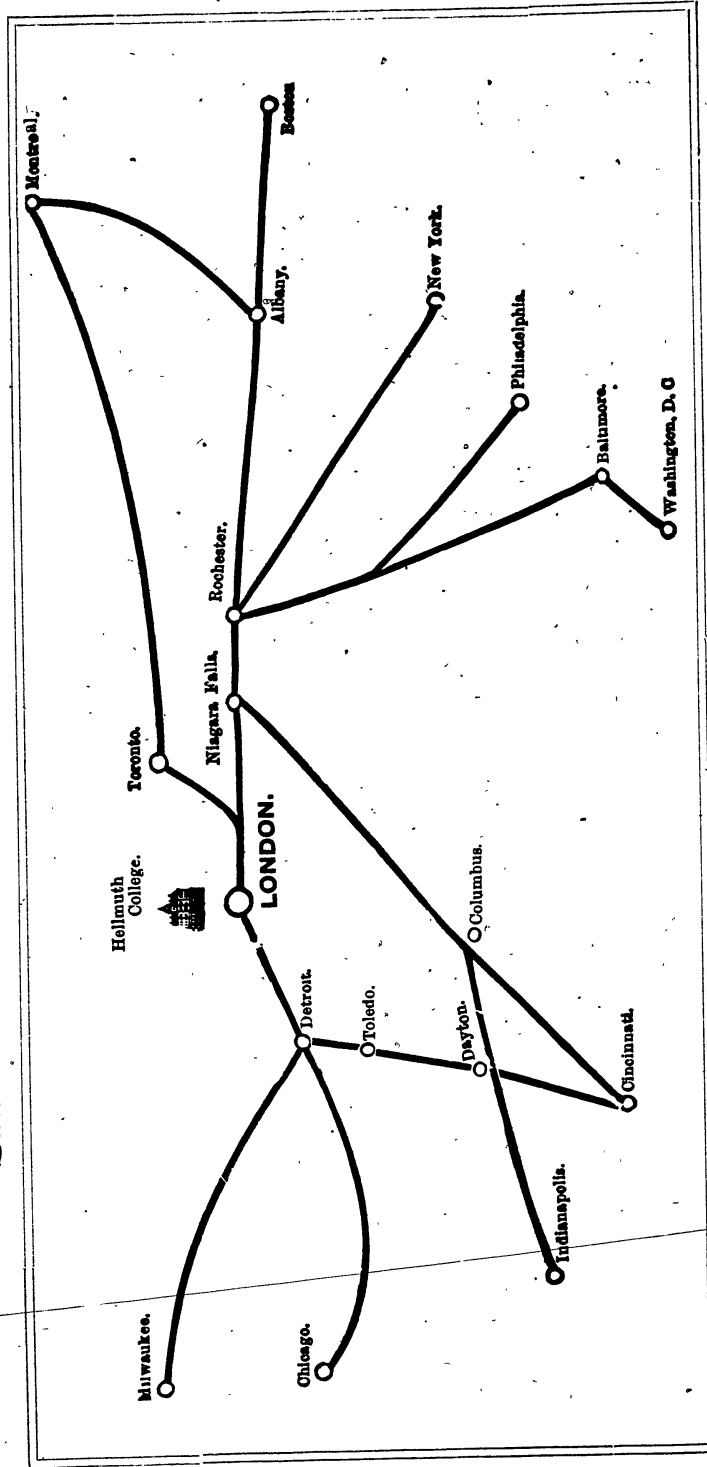 Montreal.
Boston
Albany.
New York.
Philadelphia.
Baltimore.
Washington, D. C
Rochester.
Niagara Falls.
Toronto.
Hellmuth
College.
LONDON.
Columbus.
Detroit.
Toledo.
Dayton.
Cincinnati.
Indianapolis.
Milwaukee.
Chicago.